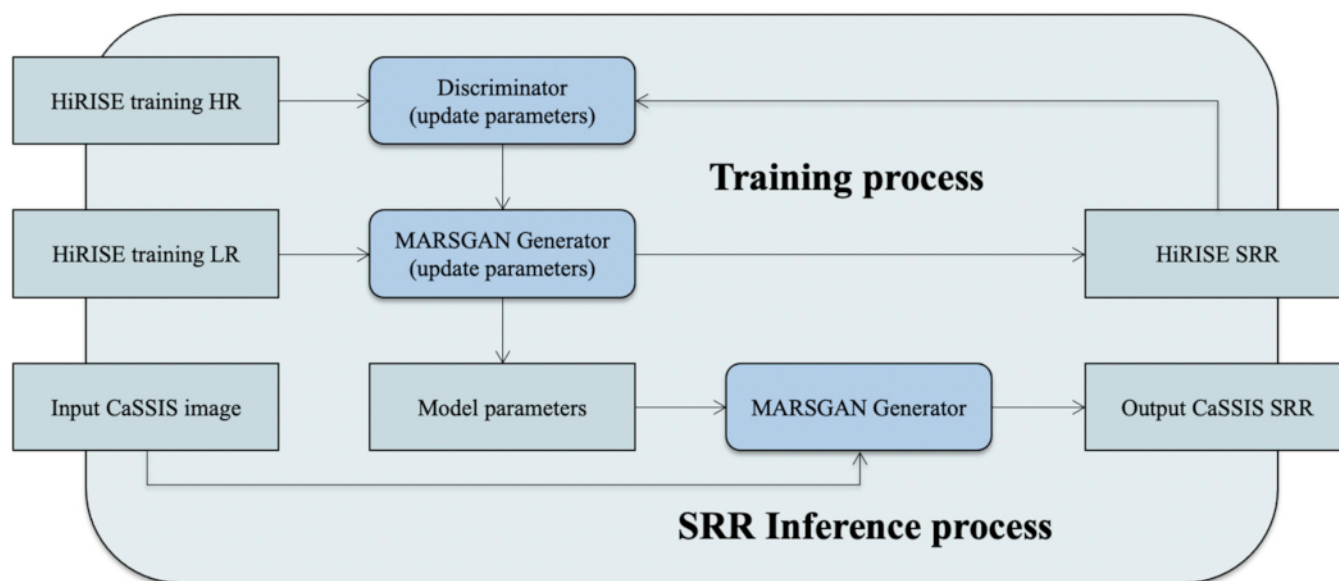 HiRISE training HR
Discriminator
(update parameters)
Training process
HiRISE training LR
MARSGAN Generator
(update parameters)
HiRISE SRR
Input CaSSIS image
Model parameters
MARSGAN Generator
Output CaSSIS SRR
SRR Inference process